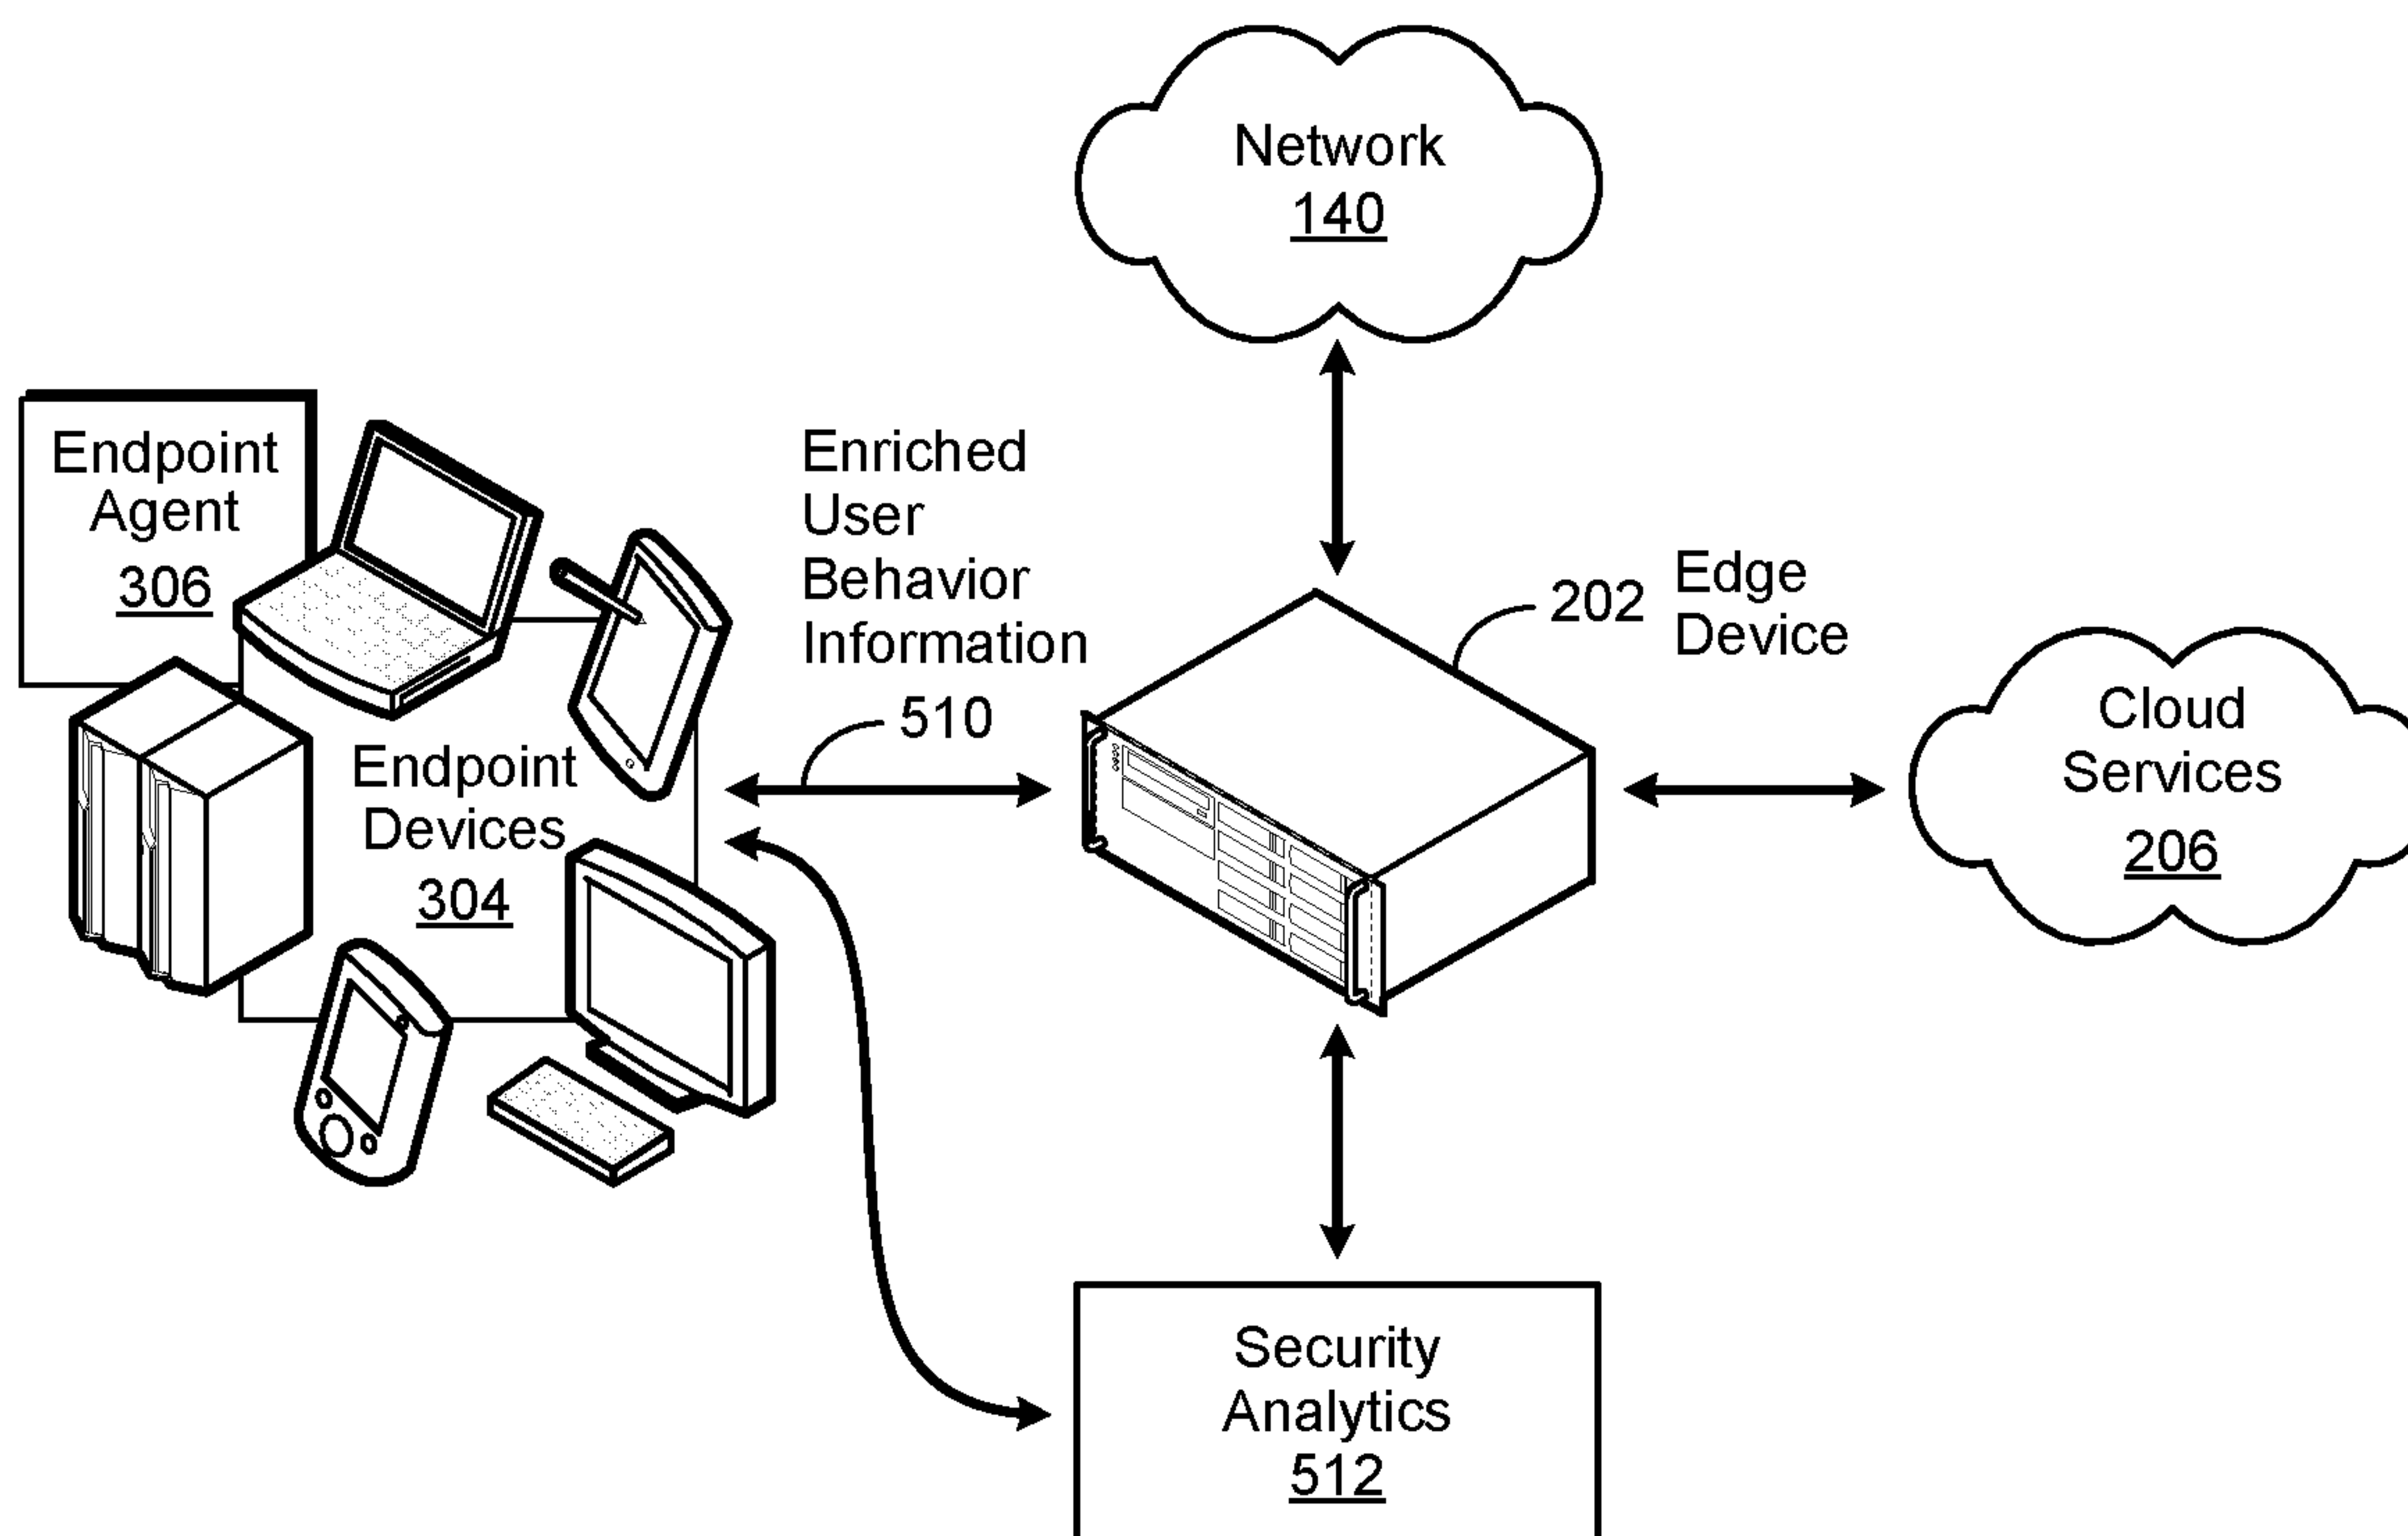 Network
140
Endpoint
Agent
306
Enriched
User
Behavior
Information
510
202
Edge
Device
Cloud
Services
206
Endpoint
Devices
304
Security
Analytics
512